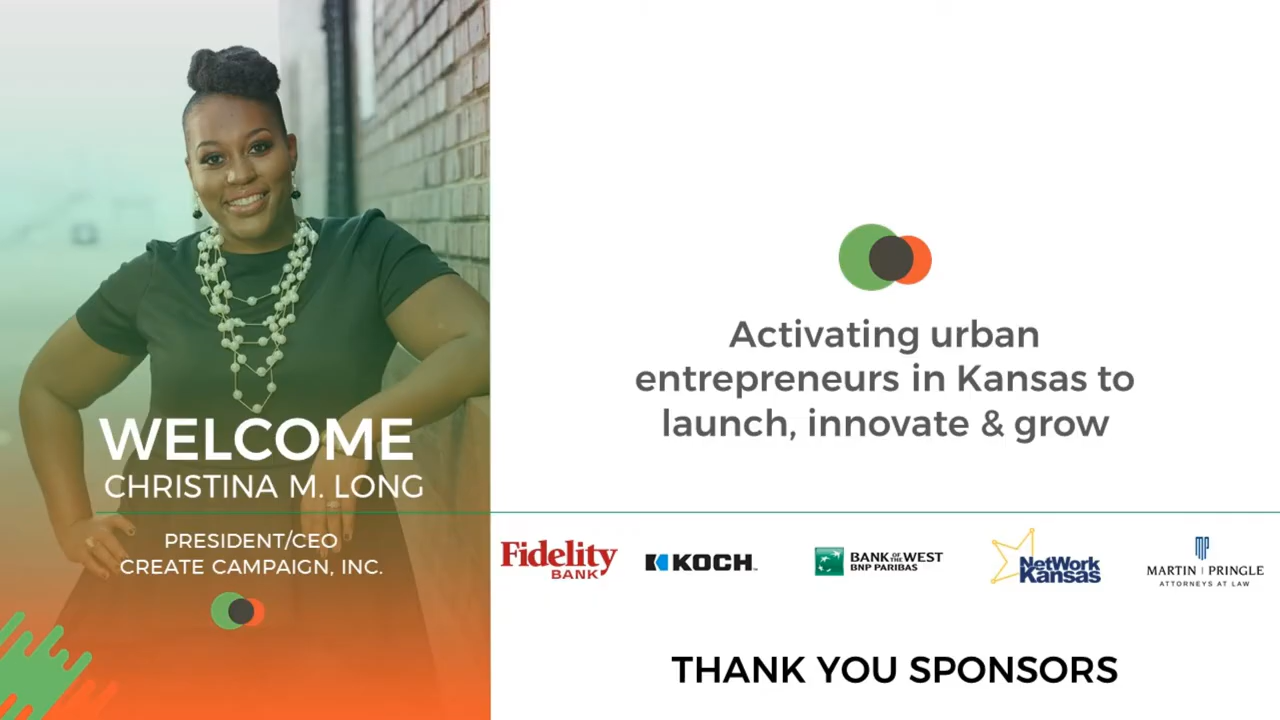 WELCOME
CHRISTINA M. LONG
PRESIDENT/CEO
CREATE CAMPAIGN, INC.
Activating urban
entrepreneurs in Kansas to
launch, innovate & grow
Fidelity
BANK
KOCH™
BANK OF THE WEST
BNP PARIBAS
NetWork
Kansas
MARTIN | PRINGLE
ATTORNEYS AT LAW
THANK YOU SPONSORS